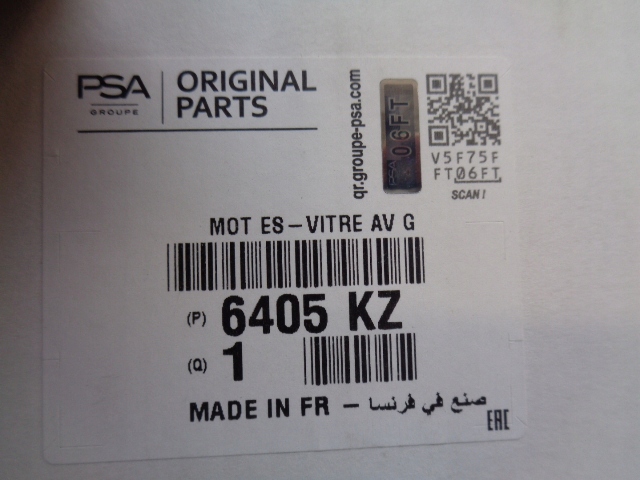 PSA
GROUPE
ORIGINAL
PARTS
qr.groupe-psa.com
PSA
06FT
V5F75F
FT06FT
SCAN!
MOT ES-VITRE AV G
(P) 6405 KZ
(Q) 1
MADE IN FR - صنع في فرنسا
EAC